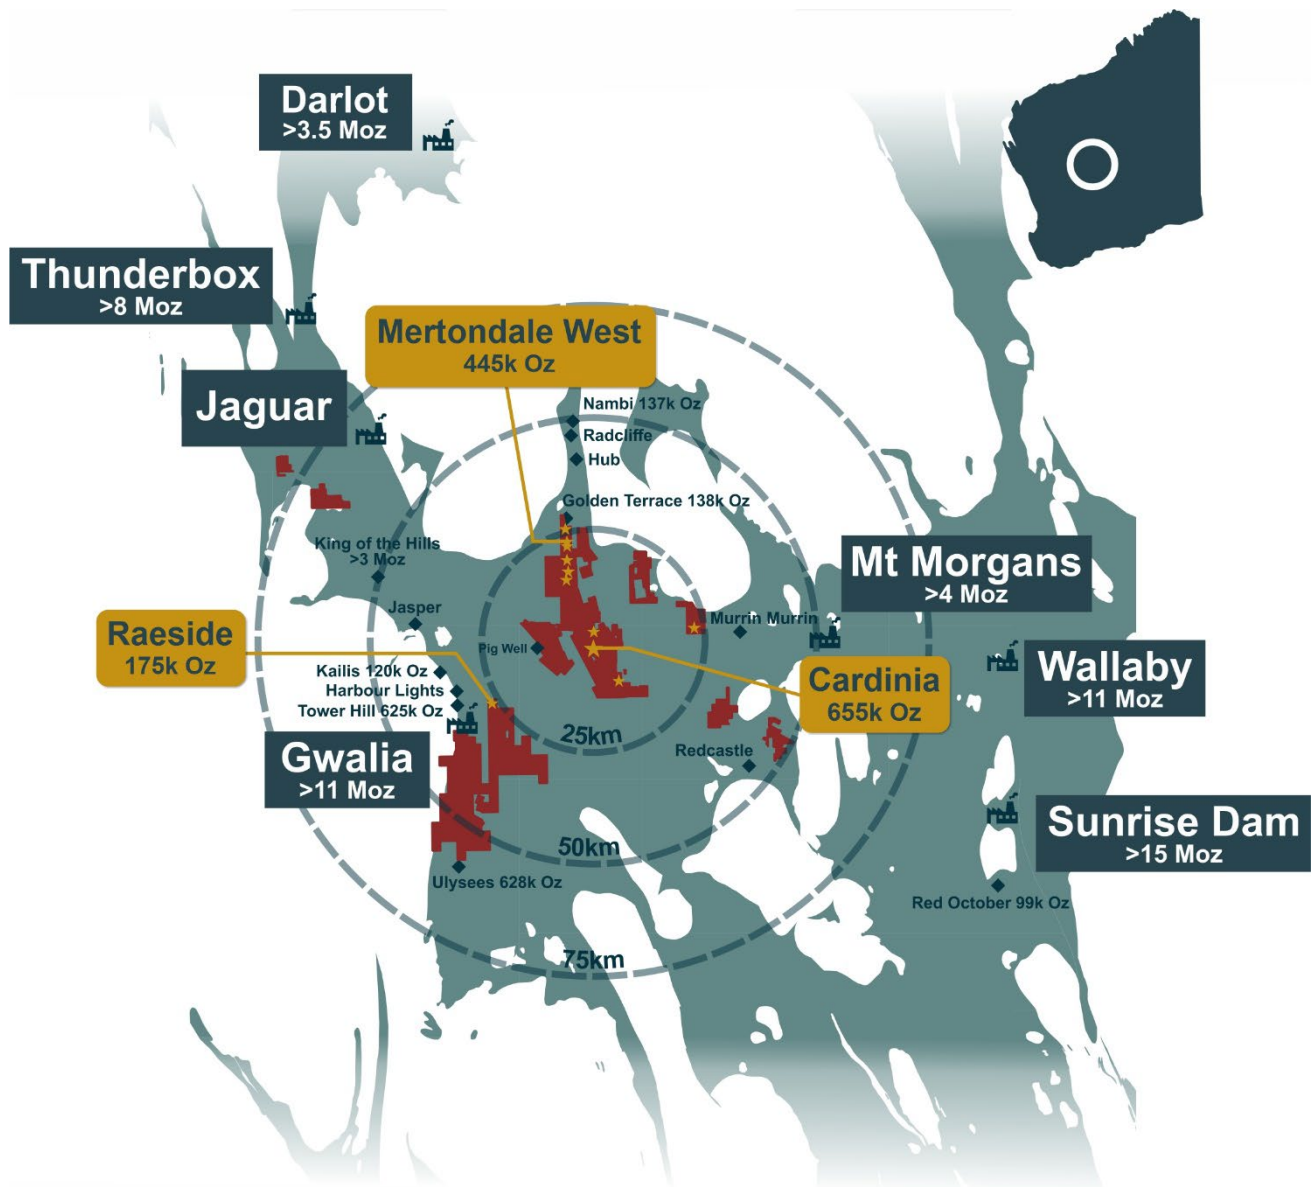 Darlot
>3.5 Moz
Thunderbox
>8 Moz
Mertondale West
445k Oz
Jaguar
Nambi 137k Oz
Radcliffe
Hub
Golden Terrace 138k Oz
King of the Hills
>3 Moz
Mt Morgans
>4 Moz
Jasper
Murrin Murrin
Raeside
175k Oz
Pig Well
Kailis 120k Oz
Harbour Lights
Tower Hill 625k Oz
Cardinia
655k Oz
Wallaby
>11 Moz
25km
Redcastle
Gwalia
>11 Moz
Sunrise Dam
>15 Moz
50km
Ulysees 628k Oz
Red October 99k Oz
75km